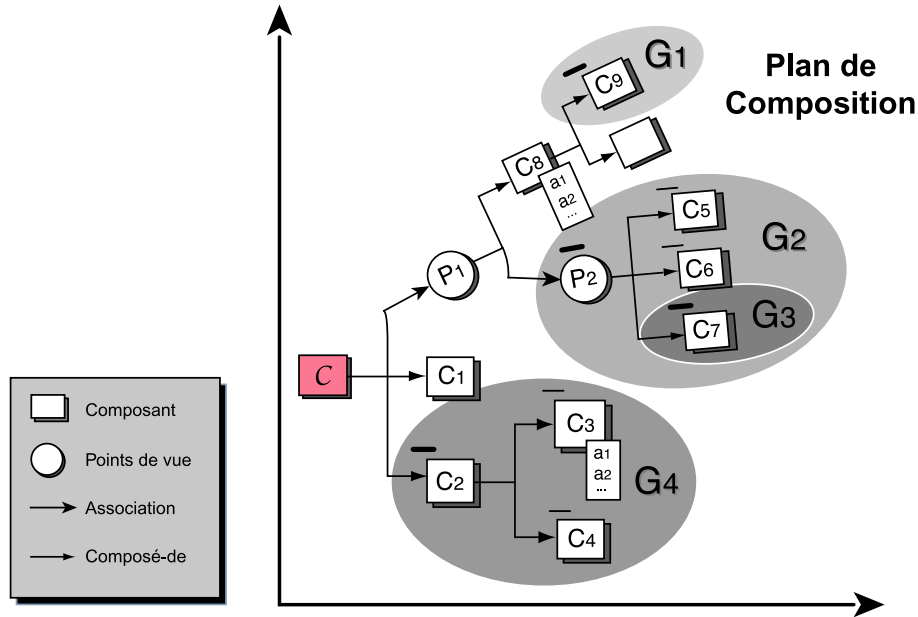 Plan de
Composition
G1
C9
C8
a1
a2
...
G2
C5
P1
P2
C6
G3
C7
C
C1
G4
C3
a1
a2
...
C2
C4
Composant
Points de vue
Association
Composé-de